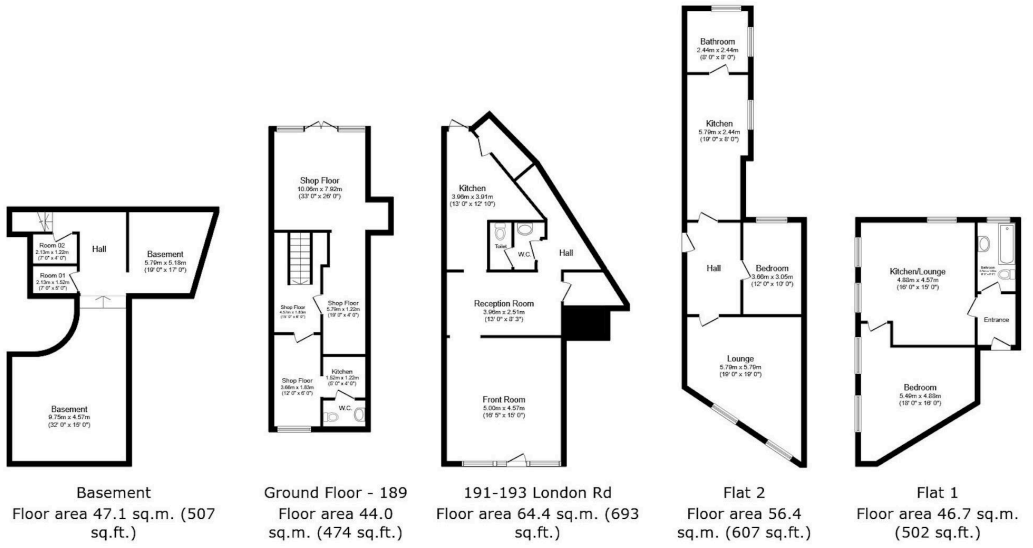 Bathroom
2.44m x 2.44m
(8' 0" x 8' 0")
Kitchen
5.79m x 2.44m
(19' 0" x 8' 0")
Shop Floor
10.06m x 7.92m
(33' 0" x 26' 0")
Kitchen
3.96m x 3.91m
(13' 0" x 12' 10")
Room 02
2.13m x 1.22m
(7' 0" x 4' 0")
Hall
Basement
5.79m x 5.18m
(19' 0" x 17' 0")
Room 01
2.13m x 1.52m
(7' 0" x 5' 0")
Basement
9.75m x 4.57m
(32' 0" x 15' 0")
Shop Floor
Shop Floor
5.79m x 1.22m
(19' 0" x 4' 0")
Shop Floor
3.66m x 1.83m
(12' 0" x 6' 0")
Kitchen
1.52m x 1.22m
(5' 0" x 4' 0")
W.C.
Toilet
W.C.
Hall
Reception Room
3.96m x 2.51m
(13' 0" x 8' 3")
Front Room
5.00m x 4.57m
(16' 5" x 15' 0")
Hall
Bedroom
3.66m x 3.05m
(12' 0" x 10' 0")
Lounge
5.79m x 5.79m
(19' 0" x 19' 0")
Kitchen/Lounge
4.88m x 4.57m
(16' 0" x 15' 0")
Bathroom
Entrance
Bedroom
5.49m x 4.88m
(18' 0" x 16' 0")
Basement
Floor area 47.1 sq.m. (507
sq.ft.)
Ground Floor - 189
Floor area 44.0
sq.m. (474 sq.ft.)
191-193 London Rd
Floor area 64.4 sq.m. (693
sq.ft.)
Flat 2
Floor area 56.4
sq.m. (607 sq.ft.)
Flat 1
Floor area 46.7 sq.m.
(502 sq.ft.)